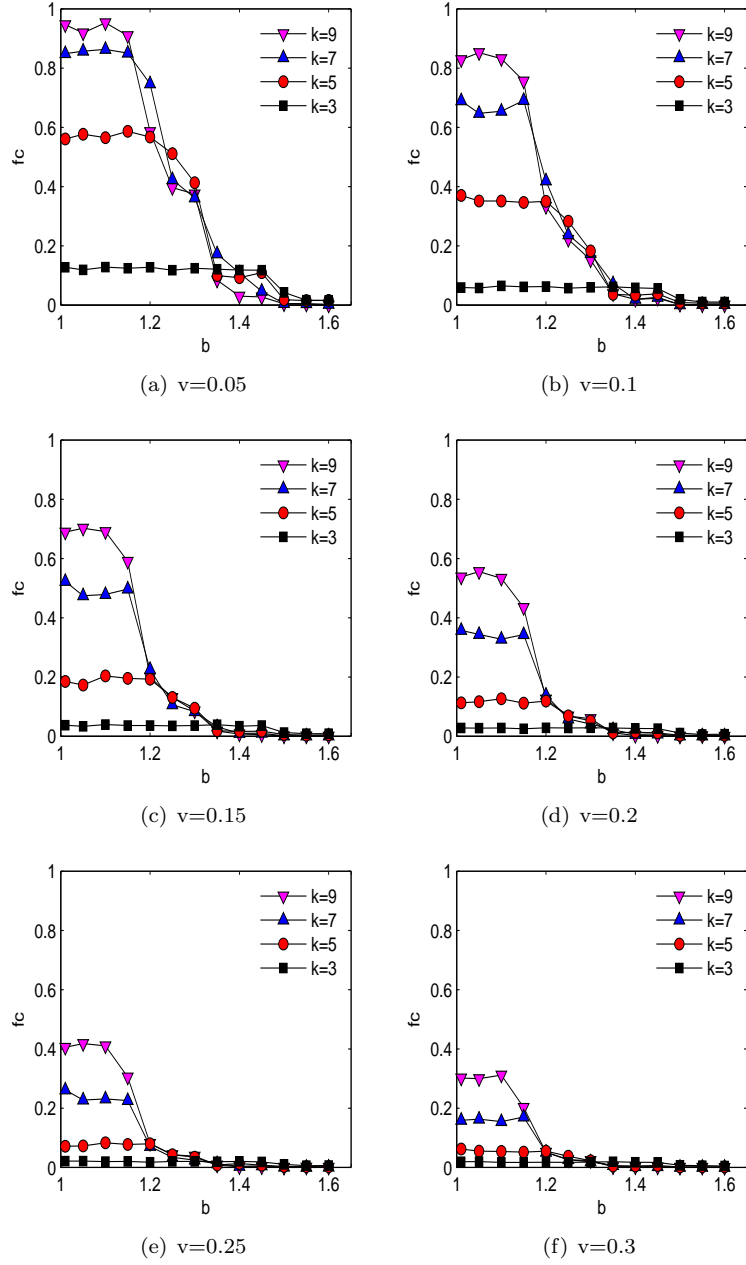 1
0.8
0.6
0.4
0.2
0
fc
1
1.2
1.4
1.6
b
k=9
k=7
k=5
k=3
(a) v=0.05
1
0.8
0.6
0.4
0.2
0
fc
1
1.2
1.4
1.6
b
k=9
k=7
k=5
k=3
(b) v=0.1
1
0.8
0.6
0.4
0.2
0
fc
1
1.2
1.4
1.6
b
k=9
k=7
k=5
k=3
(c) v=0.15
1
0.8
0.6
0.4
0.2
0
fc
1
1.2
1.4
1.6
b
k=9
k=7
k=5
k=3
(d) v=0.2
1
0.8
0.6
0.4
0.2
0
fc
1
1.2
1.4
1.6
b
k=9
k=7
k=5
k=3
(e) v=0.25
1
0.8
0.6
0.4
0.2
0
fc
1
1.2
1.4
1.6
b
k=9
k=7
k=5
k=3
(f) v=0.3